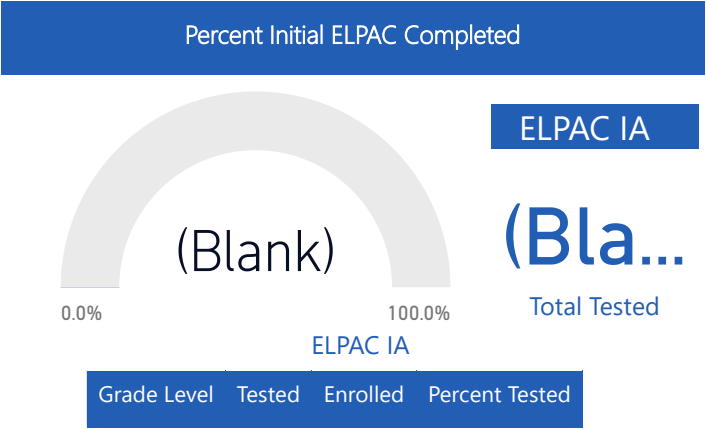 Percent Initial ELPAC Completed
ELPAC IA
(Blank)
(Bla...
0.0%
100.0%
Total Tested
ELPAC IA
Grade Level Tested Enrolled Percent Tested